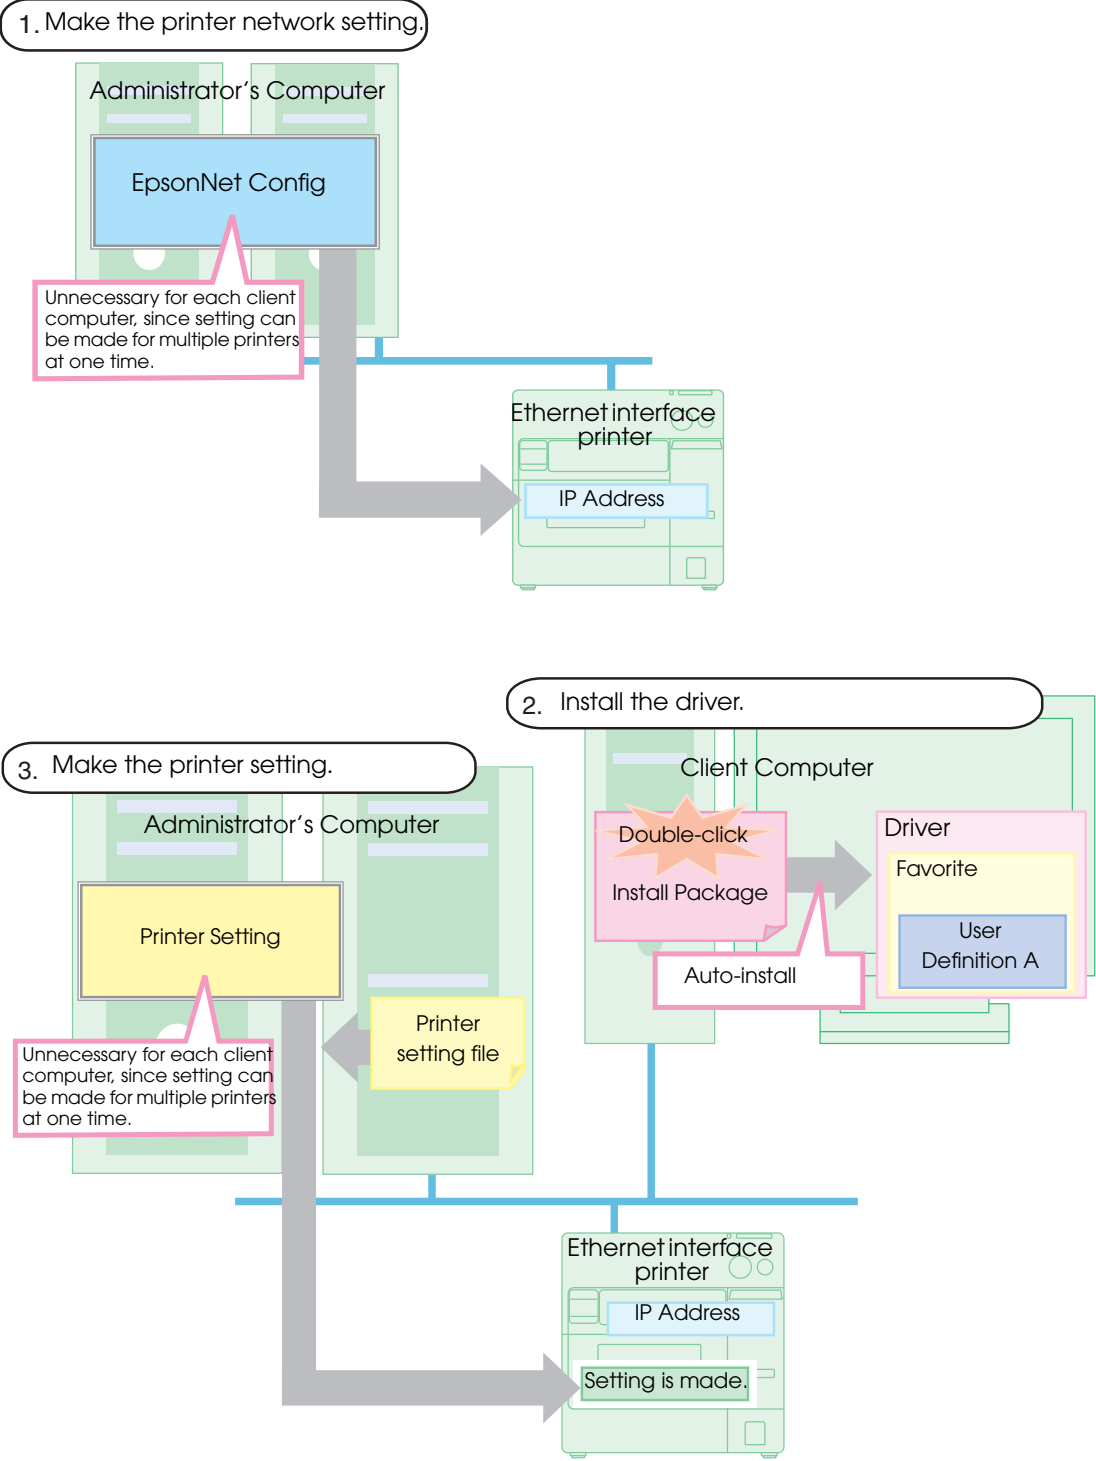 1. Make the printer network setting.
Administrator's Computer
EpsonNet Config
Unnecessary for each client
computer, since setting can
be made for multiple printers
at one time.
Ethernet interface
printer
IP Address
2. Install the driver.
Client Computer
Double-click
Install Package
Auto-install
Driver
Favorite
User
Definition A
3. Make the printer setting.
Administrator's Computer
Printer Setting
Printer
setting file
Unnecessary for each client
computer, since setting can
be made for multiple printers
at one time.
Ethernet interface
printer
IP Address
Setting is made.